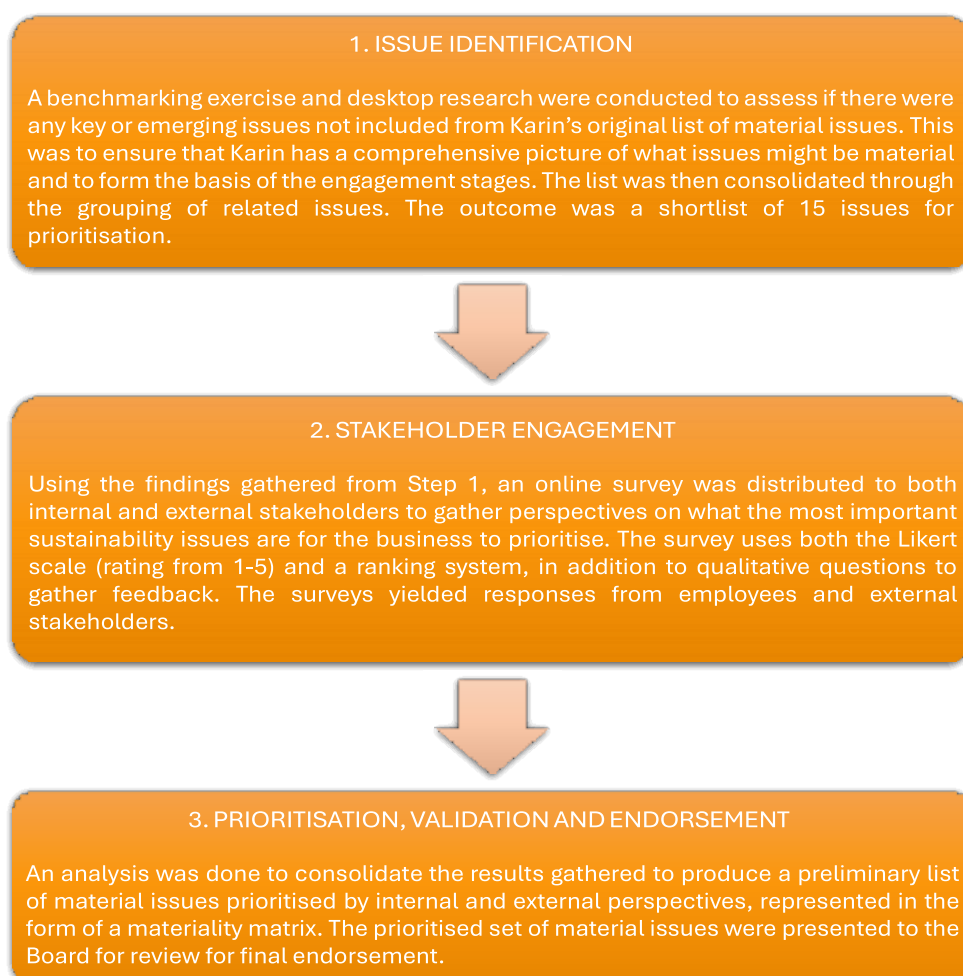 1. ISSUE IDENTIFICATION
A benchmarking exercise and desktop research were conducted to assess if there were
any key or emerging issues not included from Karin’s original list of material issues. This
was to ensure that Karin has a comprehensive picture of what issues might be material
and to form the basis of the engagement stages. The list was then consolidated through
the grouping of related issues. The outcome was a shortlist of 15 issues for
prioritisation.
2. STAKEHOLDER ENGAGEMENT
Using the findings gathered from Step 1, an online survey was distributed to both
internal and external stakeholders to gather perspectives on what the most important
sustainability issues are for the business to prioritise. The survey uses both the Likert
scale (rating from 1-5) and a ranking system, in addition to qualitative questions to
gather feedback. The surveys yielded responses from employees and external
stakeholders.
3. PRIORITISATION, VALIDATION AND ENDORSEMENT
An analysis was done to consolidate the results gathered to produce a preliminary list
of material issues prioritised by internal and external perspectives, represented in the
form of a materiality matrix. The prioritised set of material issues were presented to the
Board for review for final endorsement.